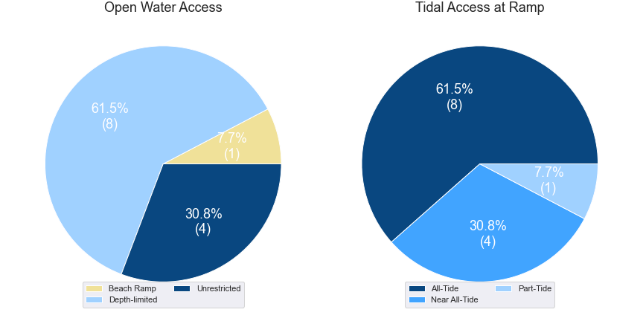 Open Water Access
Tidal Access at Ramp
61.5%
(8)
7.7%
(1)
30.8%
(4)
Beach Ramp
Depth-limited
Unrestricted
61.5%
(8)
7.7%
(1)
30.8%
(4)
All-Tide
Near All-Tide
Part-Tide